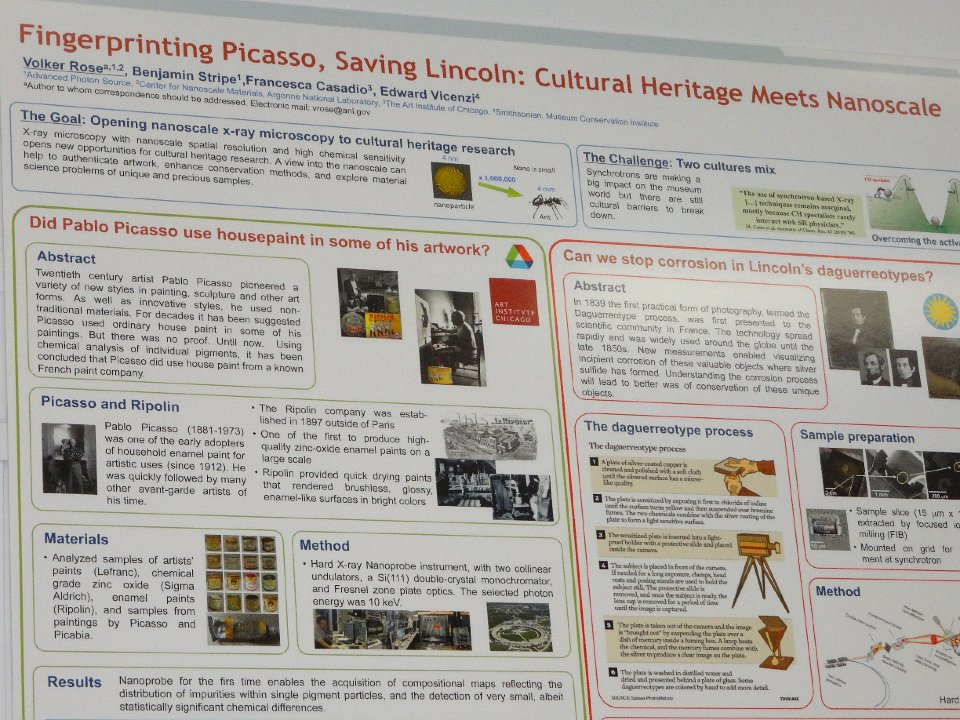 Fingerprinting Picasso, Saving Lincoln: Cultural Heritage Meets Nanoscale
Volker Roseᵃ,¹,², Benjamin Stripe¹,Francesca Casadio³, Edward Vicenzi⁴
¹Advanced Photon Source, ²Center for Nanoscale Materials, Argonne National Laboratory, ³The Art Institute of Chicago, ⁴Smithsonian, Museum Conservation Institute
ᵃAuthor to whom correspondence should be addressed. Electronic mail: vrose@anl.gov
The Goal: Opening nanoscale x-ray microscopy to cultural heritage research
X-ray microscopy with nanoscale spatial resolution and high chemical sensitivity
opens new opportunities for cultural heritage research. A view into the nanoscale can
help to authenticate artwork, enhance conservation methods, and explore material
science problems of unique and precious samples.
4 nm
nanoparticle
x 1,000,000
Nano is small
4 mm
Ant
The Challenge: Two cultures mix
Synchrotrons are making a
big impact on the museum
world but there are still
cultural barriers to break
down.
"The use of synchrotron-based X-ray
[...] techniques remains marginal,
mostly because CH specialists rarely
interact with SR physicists."
CH specialist
Overcoming the activa
Did Pablo Picasso use housepaint in some of his artwork?
Abstract
Twentieth century artist Pablo Picasso pioneered a
variety of new styles in painting, sculpture and other art
forms. As well as innovative styles, he used non-
traditional materials. For decades it has been suggested
Picasso used ordinary house paint in some of his
paintings. But there was no proof. Until now. Using
chemical analysis of individual pigments, it has been
concluded that Picasso did use house paint from a known
French paint company.
ART
INSTITVTE
CHICAGO
Picasso and Ripolin
Pablo Picasso (1881-1973)
was one of the early adopters
of household enamel paint for
artistic uses (since 1912). He
was quickly followed by many
other avant-garde artists of
his time.
• The Ripolin company was estab-
lished in 1897 outside of Paris
• One of the first to produce high-
quality zinc-oxide enamel paints on a
large scale
• Ripolin provided quick drying paints
that rendered brushless, glossy,
enamel-like surfaces in bright colors
Materials
• Analyzed samples of artists'
paints (Lefranc), chemical
grade zinc oxide (Sigma
Aldrich), enamel paints
(Ripolin), and samples from
paintings by Picasso and
Picabia.
Method
• Hard X-ray Nanoprobe instrument, with two collinear
undulators, a Si(111) double-crystal monochromator,
and Fresnel zone plate optics. The selected photon
energy was 10 keV.
Results
Nanoprobe for the firs time enables the acquisition of compositional maps reflecting the
distribution of impurities within single pigment particles, and the detection of very small, albeit
statistically significant chemical differences.
Can we stop corrosion in Lincoln's daguerreotypes?
Abstract
In 1839 the first practical form of photography, termed the
Daguerreotype process, was first presented to the
scientific community in France. The technology spread
rapidly and was widely used around the globe until the
late 1850s. New measurements enabled visualizing
incipient corrosion of these valuable objects where silver
sulfide has formed. Understanding the corrosion process
will lead to better was of conservation of these unique
objects.
The daguerreotype process
The daguerreotype process
1 A plate of silver-coated copper is
cleaned and polished with a soft cloth
until the silvered surface has a mirror-
like quality.
2 The plate is sensitized by exposing it first to chloride of iodine
until the surface turns yellow and then suspended over bromine
fumes. The two chemicals combine with the silver coating of the
plate to form a light sensitive surface.
3 The sensitized plate is inserted into a light-
proof holder with a protective slide and placed
inside the camera.
4 The subject is placed in front of the camera.
If needed for a long exposure, clamps, head
rests and posing stands are used to hold the
subject still. The protective slide is
removed, and once the subject is ready, the
lens cap is removed for a period of time
until the image is captured.
5 The plate is taken out of the camera and the image
is "brought out" by suspending the plate over a
dish of mercury inside a fuming box. A lamp heats
the chemical, and the mercury fumes combine with
the silver to produce a clear image on the plate.
6 The plate is washed in distilled water and
dried and presented behind a plate of glass. Some
daguerreotypes are colored by hand to add more detail.
TRIBUNE
Sample preparation
1 mm
200 µm
• Sample slice (15 µm x 1
extracted by focused io
milling (FIB)
• Mounted on grid for
ment at synchrotron
Method
Hard